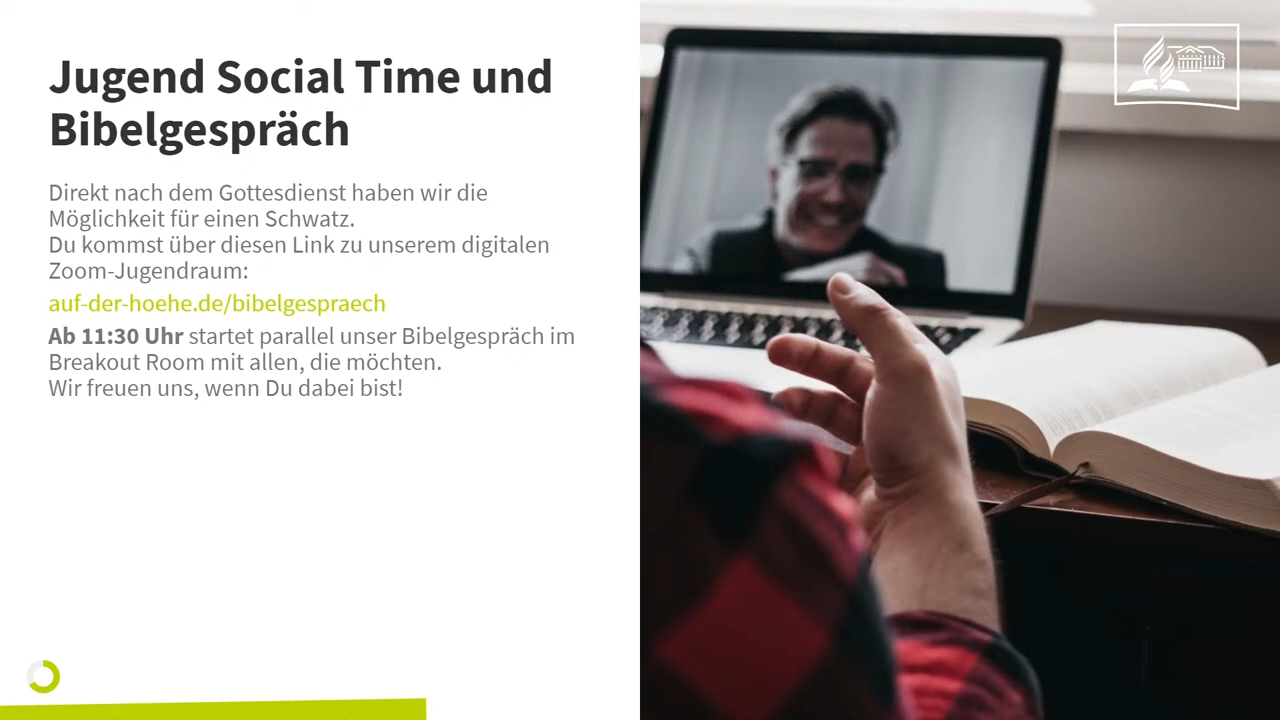 Jugend Social Time und
Bibelgespräch
Direkt nach dem Gottesdienst haben wir die
Möglichkeit für einen Schwatz.
Du kommst über diesen Link zu unserem digitalen
Zoom-Jugendraum:
auf-der-hoehe.de/bibelgespraech
Ab 11:30 Uhr startet parallel unser Bibelgespräch im
Breakout Room mit allen, die möchten.
Wir freuen uns, wenn Du dabei bist!